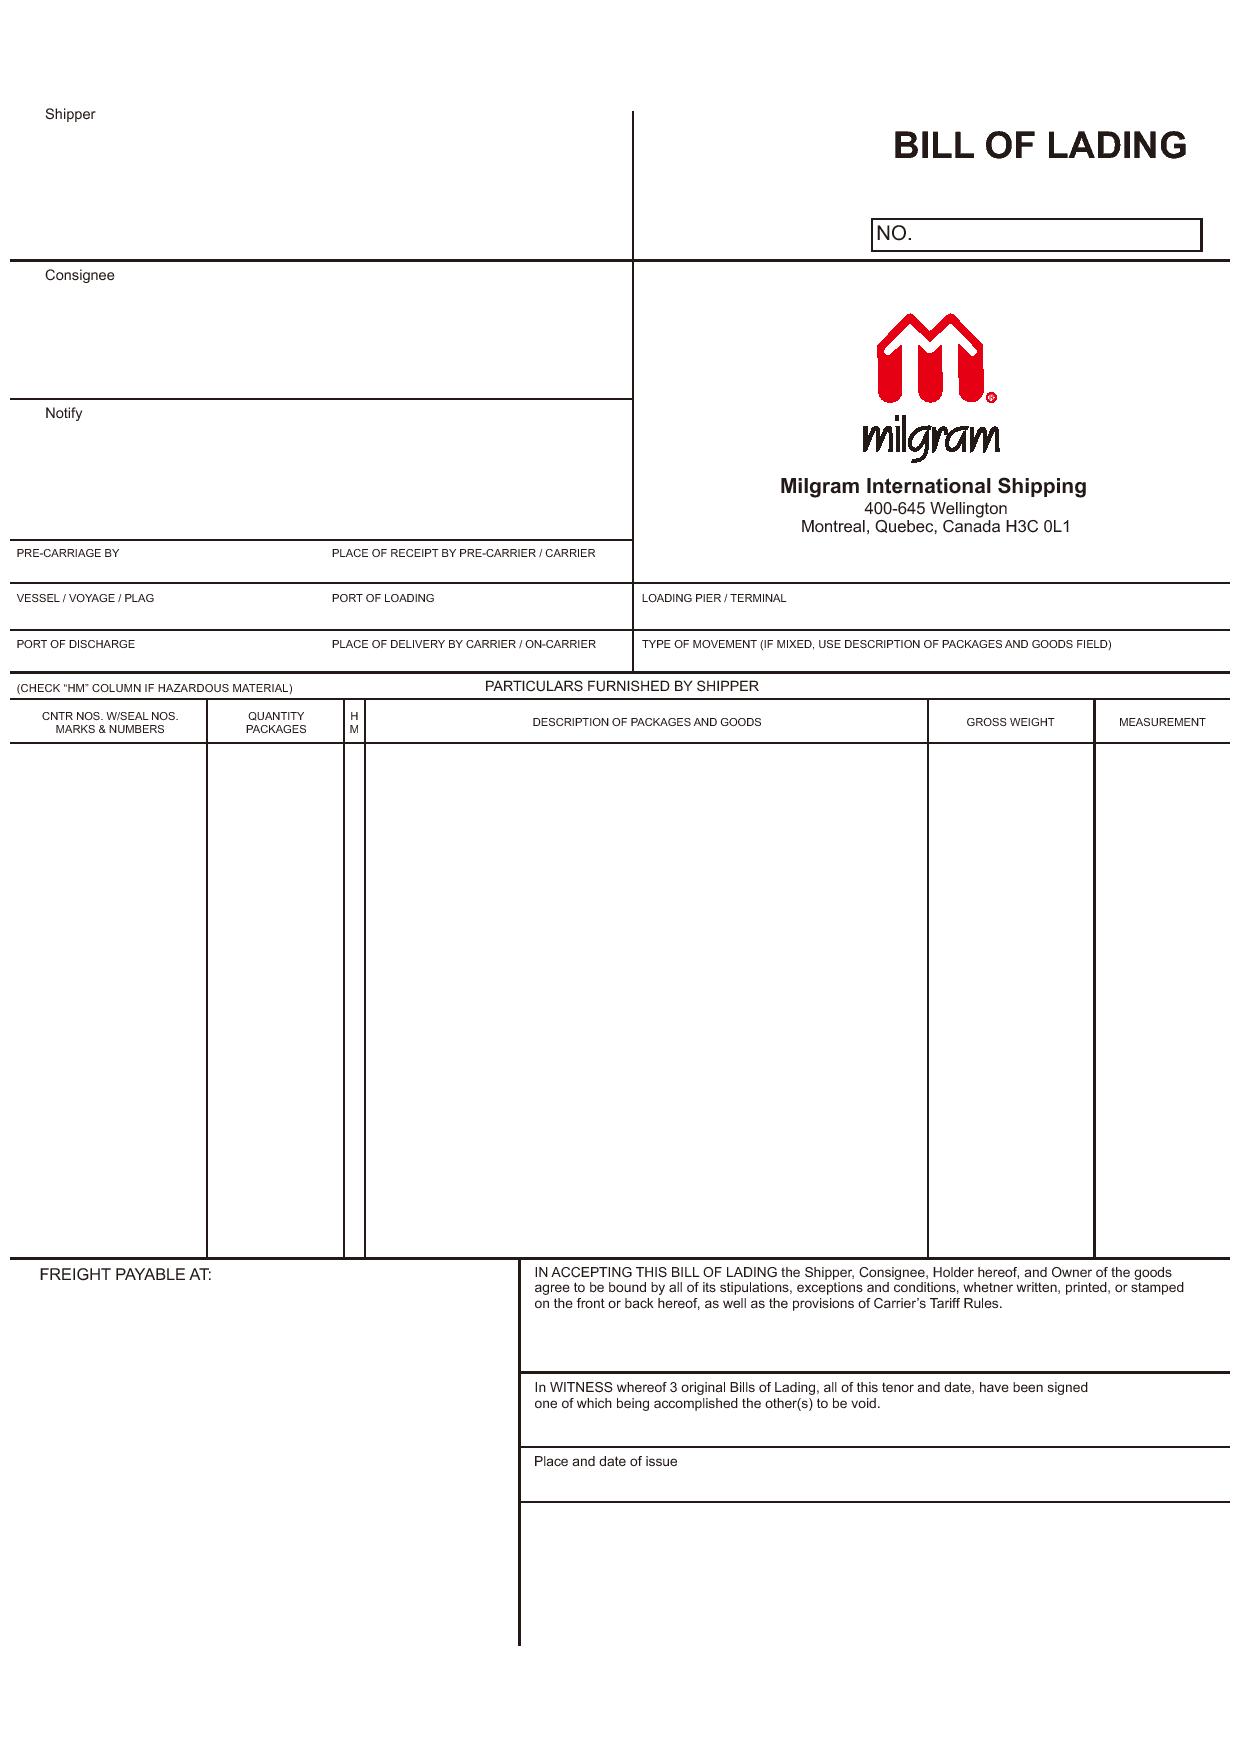 Shipper
BILL OF LADING
NO.
Consignee
milgram
Notify
Milgram International Shipping
400-645 Wellington
Montreal, Quebec, Canada H3C 0L1
PRE-CARRIAGE BY
PLACE OF RECEIPT BY PRE-CARRIER / CARRIER
VESSEL / VOYAGE / PLAG
PORT OF LOADING
LOADING PIER / TERMINAL
PORT OF DISCHARGE
PLACE OF DELIVERY BY CARRIER / ON-CARRIER
TYPE OF MOVEMENT (IF MIXED, USE DESCRIPTION OF PACKAGES AND GOODS FIELD)
(CHECK “HM” COLUMN IF HAZARDOUS MATERIAL)
PARTICULARS FURNISHED BY SHIPPER
CNTR NOS. W/SEAL NOS.
MARKS & NUMBERS
QUANTITY
PACKAGES
H
M
DESCRIPTION OF PACKAGES AND GOODS
GROSS WEIGHT
MEASUREMENT
FREIGHT PAYABLE AT:
IN ACCEPTING THIS BILL OF LADING the Shipper, Consignee, Holder hereof, and Owner of the goods
agree to be bound by all of its stipulations, exceptions and conditions, whetner written, printed, or stamped
on the front or back hereof, as well as the provisions of Carrier’s Tariff Rules.
In WITNESS whereof 3 original Bills of Lading, all of this tenor and date, have been signed
one of which being accomplished the other(s) to be void.
Place and date of issue